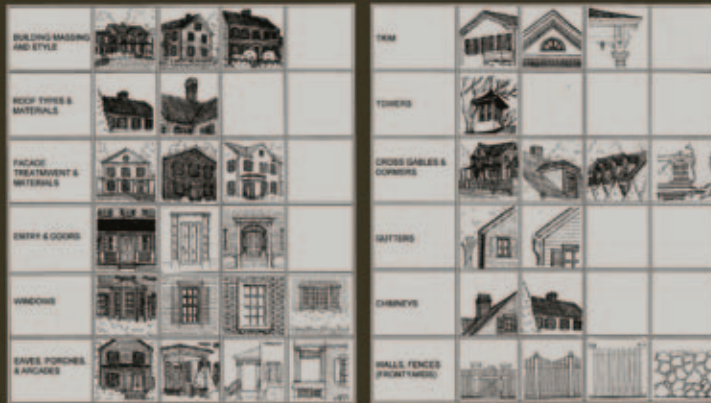 BUILDING MASSING
AND STYLE
ROOF TYPES &
MATERIALS
FACADE
TREATMENT &
MATERIALS
ENTRY & DOORS
WINDOWS
EAVES, PORCHES,
& ARCADES
TRIM
TOWERS
CROSS GABLES &
DORMERS
GUTTERS
CHIMNEYS
WALLS, FENCES
(FRONTYARDS)